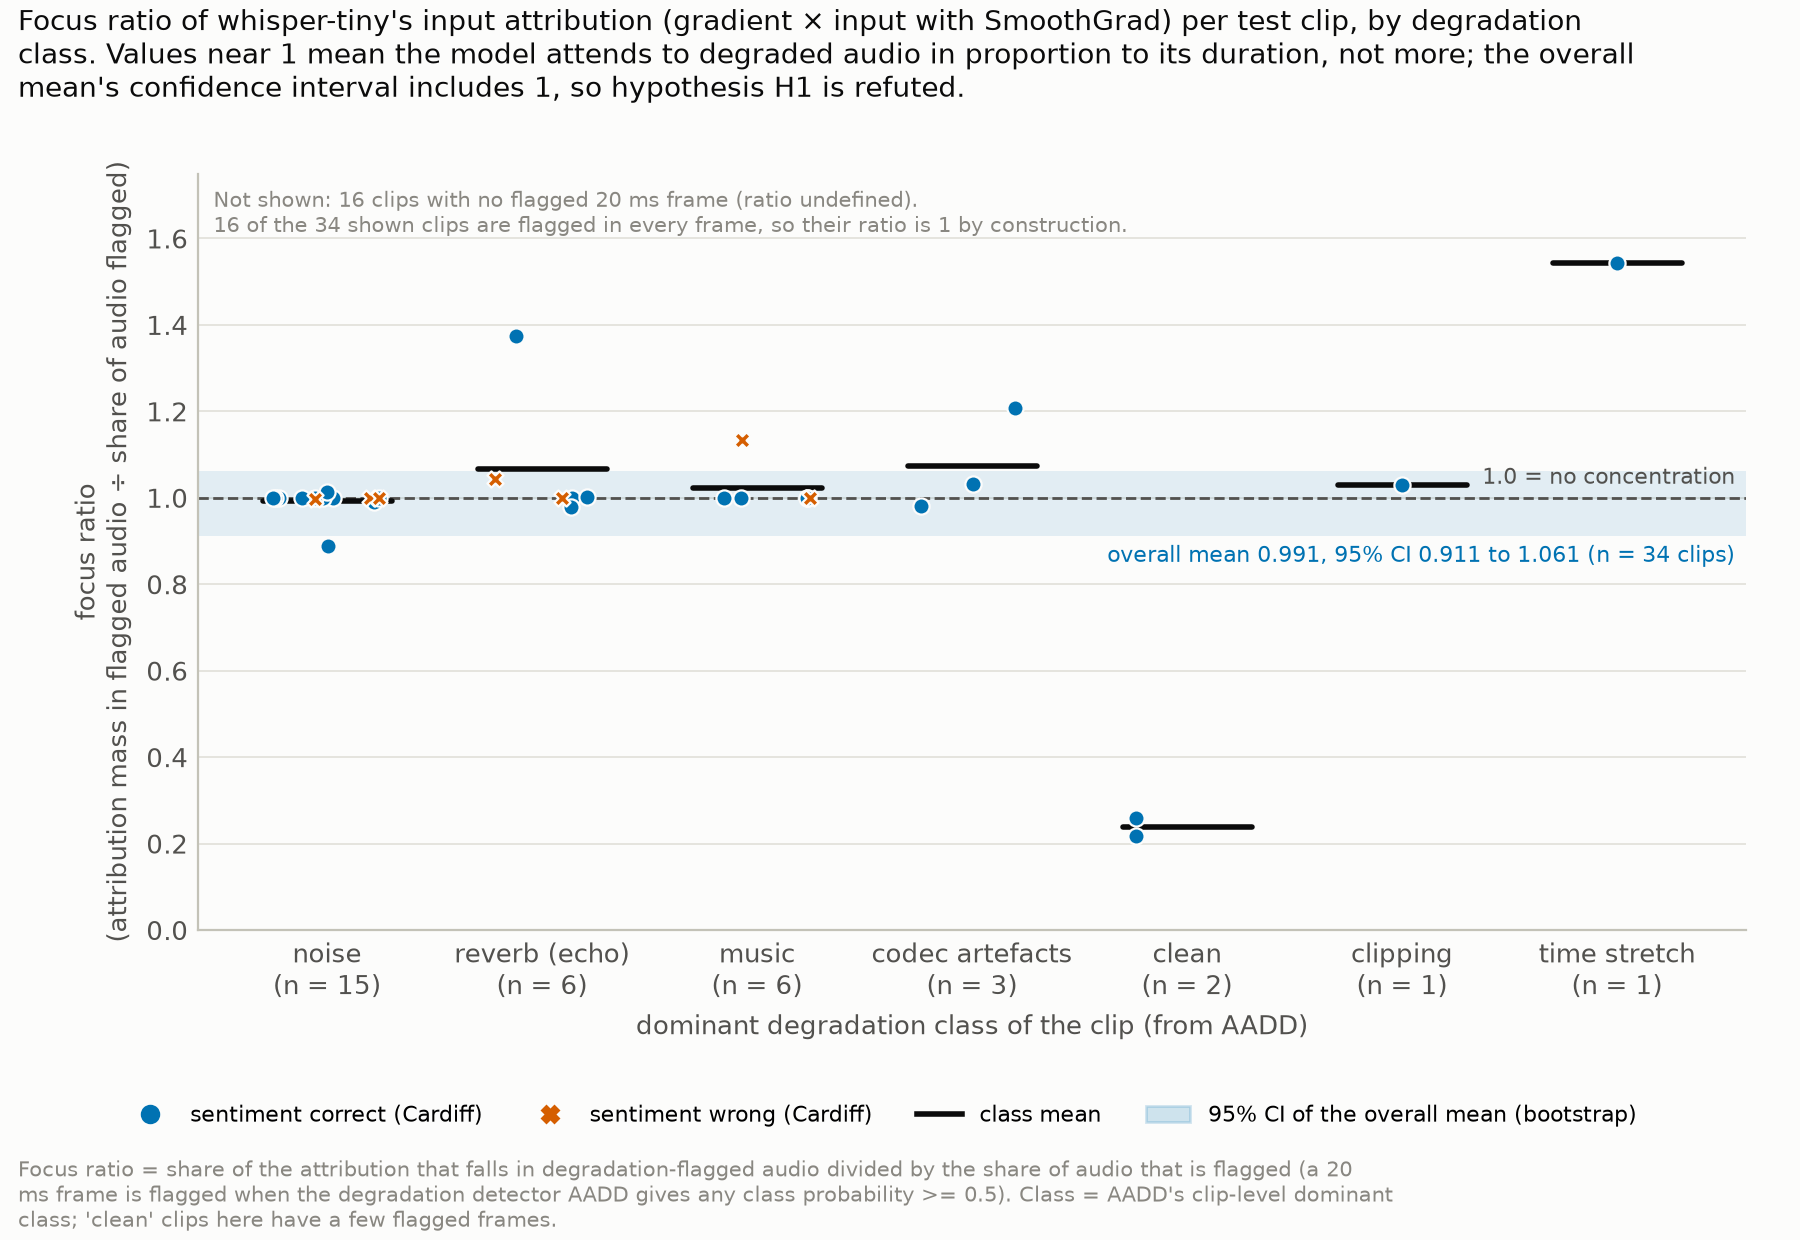 Focus ratio of whisper-tiny's input attribution (gradient × input with SmoothGrad) per test clip, by degradation
class. Values near 1 mean the model attends to degraded audio in proportion to its duration, not more; the overall
mean's confidence interval includes 1, so hypothesis H1 is refuted.
focus ratio
(attribution mass in flagged audio ÷ share of audio flagged)
Not shown: 16 clips with no flagged 20 ms frame (ratio undefined).
16 of the 34 shown clips are flagged in every frame, so their ratio is 1 by construction.
1.6
1.4
1.2
1.0
0.8
0.6
0.4
0.2
0.0
1.0 = no concentration
overall mean 0.991, 95% CI 0.911 to 1.061 (n = 34 clips)
noise
(n = 15)
reverb (echo)
(n = 6)
music
(n = 6)
codec artefacts
(n = 3)
clean
(n = 2)
clipping
(n = 1)
time stretch
(n = 1)
dominant degradation class of the clip (from AADD)
sentiment correct (Cardiff)
sentiment wrong (Cardiff)
class mean
95% CI of the overall mean (bootstrap)
Focus ratio = share of the attribution that falls in degradation-flagged audio divided by the share of audio that is flagged (a 20
ms frame is flagged when the degradation detector AADD gives any class probability >= 0.5). Class = AADD's clip-level dominant
class; 'clean' clips here have a few flagged frames.